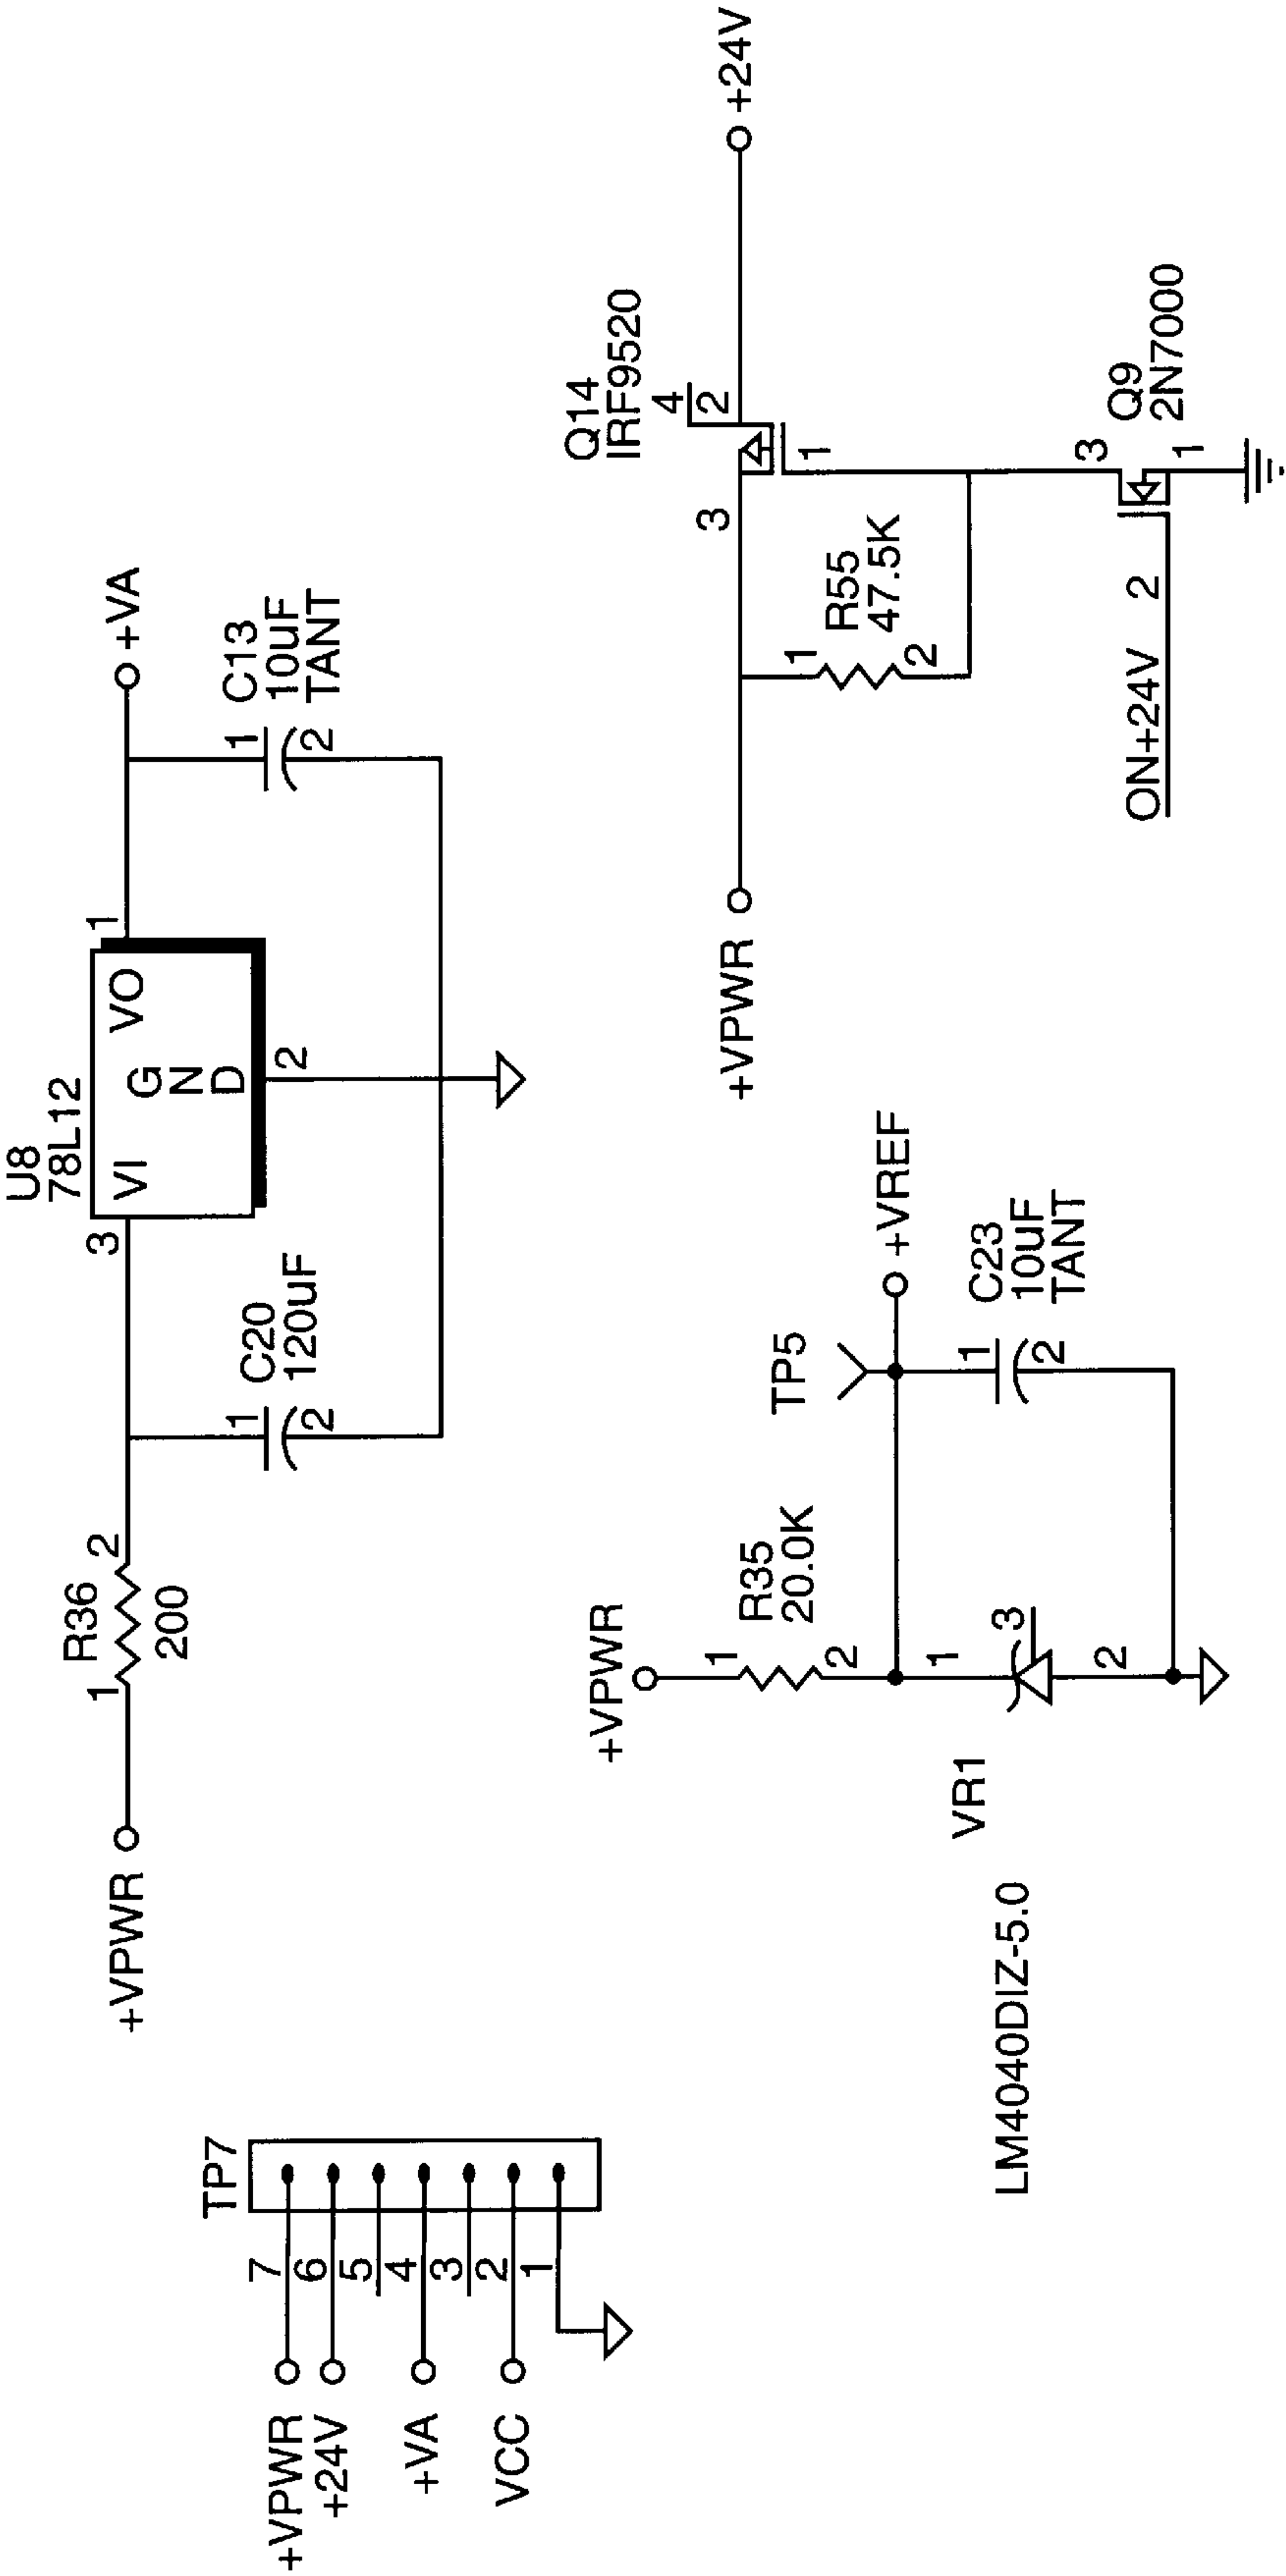 TP7
+VPWR
7
+24V
6
5
+VA
4
3
VCC
2
1
U8
78L12
+VPWR
R36
1
2
200
3
VI
VO
G
N
D
1
2
+VA
C20
120uF
1
2
C13
10uF
TANT
1
2
+VPWR
R35
20.0K
1
2
TP5
+VREF
C23
10uF
TANT
1
2
VR1
LM4040DIZ-5.0
1
3
2
Q14
IRF9520
+VPWR
3
4
2
+24V
1
R55
47.5K
1
2
Q9
2N7000
3
1
ON+24V
2